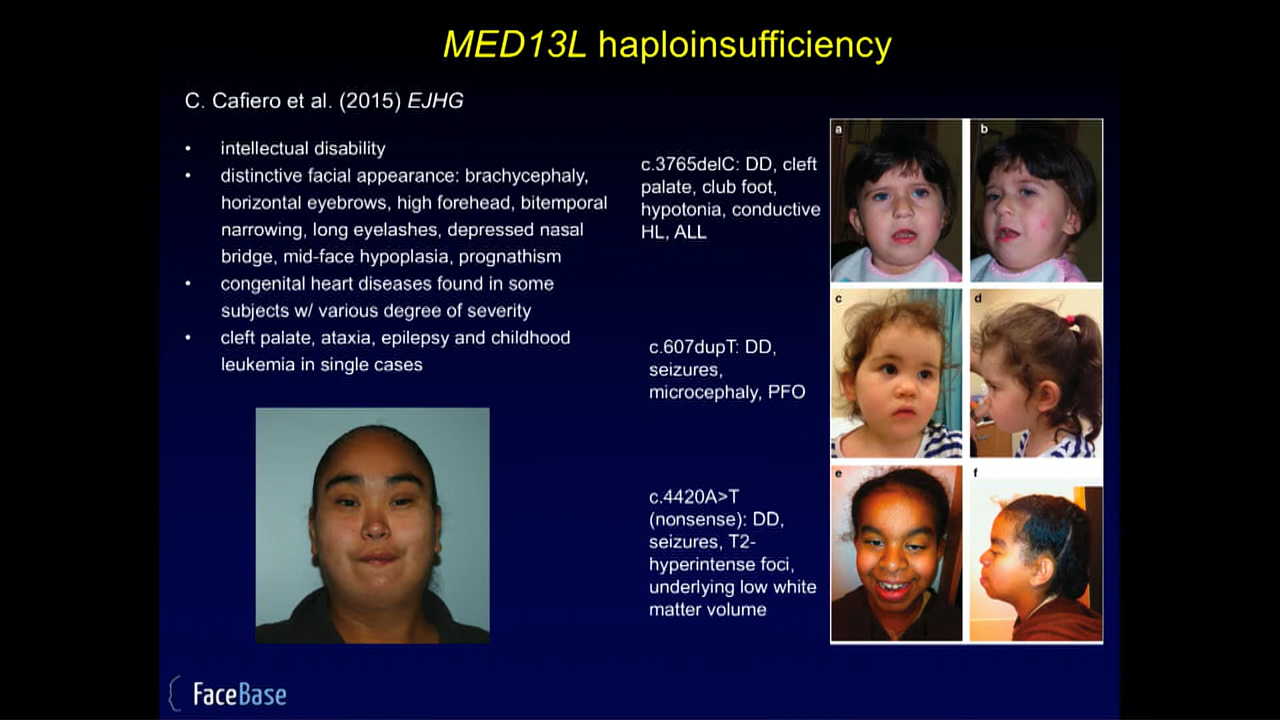 MED13L haploinsufficiency
C. Cafiero et al. (2015) EJHG
• intellectual disability
• distinctive facial appearance: brachycephaly,
horizontal eyebrows, high forehead, bitemporal
narrowing, long eyelashes, depressed nasal
bridge, mid-face hypoplasia, prognathism
• congenital heart diseases found in some
subjects w/ various degree of severity
• cleft palate, ataxia, epilepsy and childhood
leukemia in single cases
c.3765delC: DD, cleft
palate, club foot,
hypotonia, conductive
HL, ALL
c.607dupT: DD,
seizures,
microcephaly, PFO
c.4420A>T
(nonsense): DD,
seizures, T2-
hyperintense foci,
underlying low white
matter volume
a
b
c
d
e
f
FaceBase